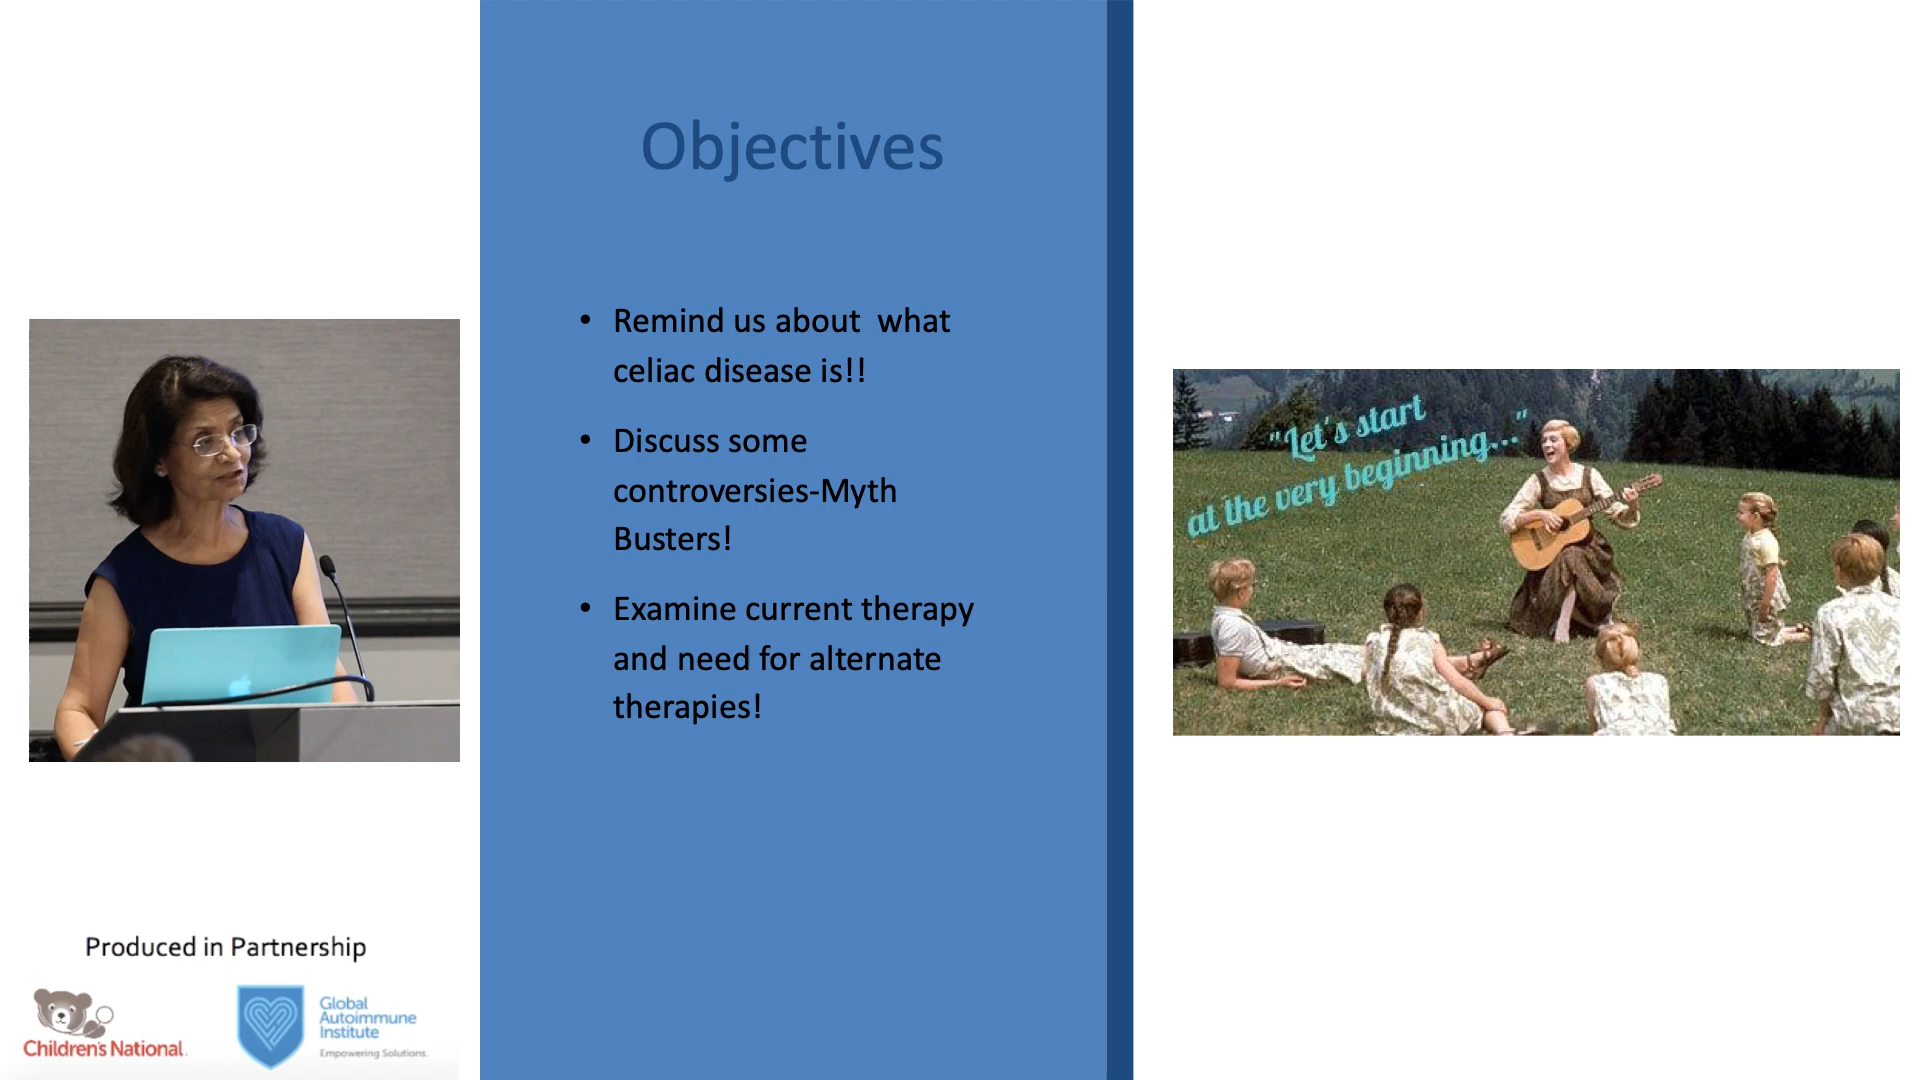 Objectives
• Remind us about  what
celiac disease is!!
• Discuss some
controversies-Myth
Busters!
• Examine current therapy
and need for alternate
therapies!
"Let's start
at the very beginning..."
Produced in Partnership
Children's National
Global
Autoimmune
Institute
Empowering Solutions.